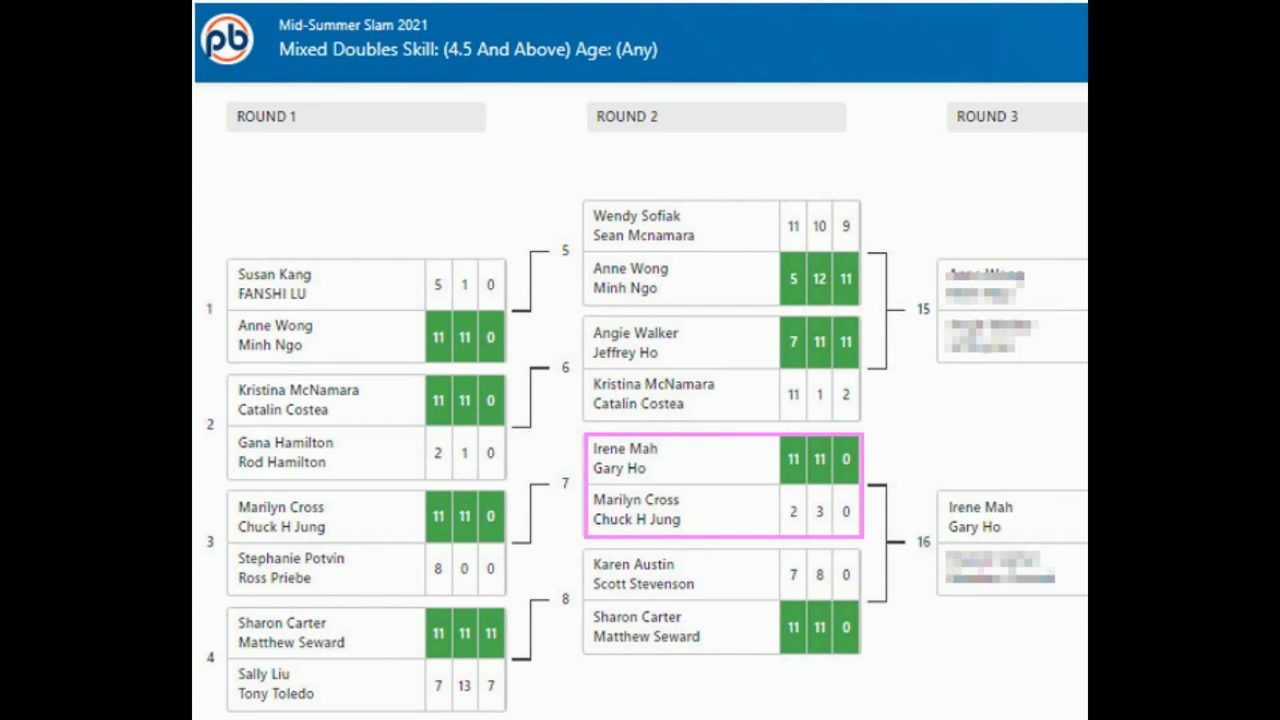 pb
Mid-Summer Slam 2021
Mixed Doubles Skill: (4.5 And Above) Age: (Any)
ROUND 1
ROUND 2
ROUND 3
1
Susan Kang
FANSHI LU
5 1 0
Anne Wong
Minh Ngo
11 11 0
2
Kristina McNamara
Catalin Costea
11 11 0
Gana Hamilton
Rod Hamilton
2 1 0
3
Marilyn Cross
Chuck H Jung
11 11 0
Stephanie Potvin
Ross Priebe
8 0 0
4
Sharon Carter
Matthew Seward
11 11 11
Sally Liu
Tony Toledo
7 13 7
5
Wendy Sofiak
Sean Mcnamara
11 10 9
Anne Wong
Minh Ngo
5 12 11
6
Angie Walker
Jeffrey Ho
7 11 11
Kristina McNamara
Catalin Costea
11 1 2
7
Irene Mah
Gary Ho
11 11 0
Marilyn Cross
Chuck H Jung
2 3 0
8
Karen Austin
Scott Stevenson
7 8 0
Sharon Carter
Matthew Seward
11 11 0
15
16
Irene Mah
Gary Ho